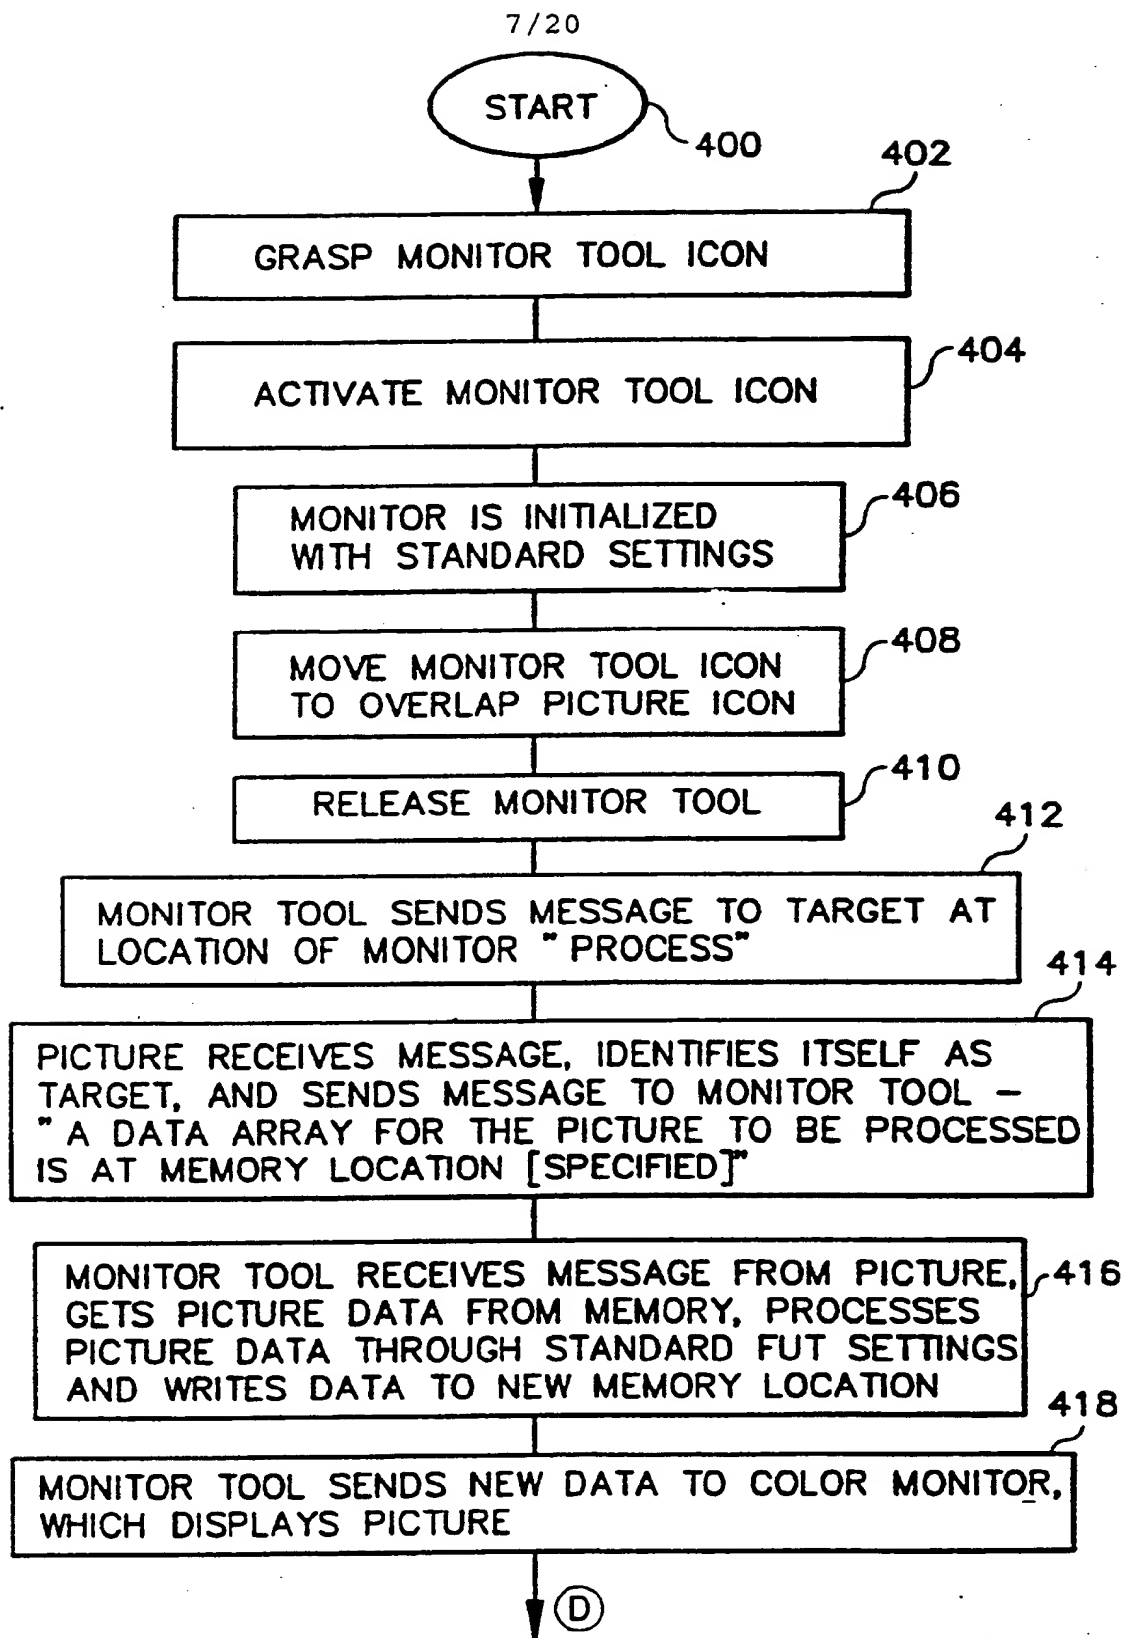 7/20
START
400
402
GRASP MONITOR TOOL ICON
404
ACTIVATE MONITOR TOOL ICON
406
MONITOR IS INITIALIZED
WITH STANDARD SETTINGS
408
MOVE MONITOR TOOL ICON
TO OVERLAP PICTURE ICON
410
RELEASE MONITOR TOOL
412
MONITOR TOOL SENDS MESSAGE TO TARGET AT
LOCATION OF MONITOR "PROCESS"
414
PICTURE RECEIVES MESSAGE, IDENTIFIES ITSELF AS
TARGET, AND SENDS MESSAGE TO MONITOR TOOL –
"A DATA ARRAY FOR THE PICTURE TO BE PROCESSED
IS AT MEMORY LOCATION [SPECIFIED]"
MONITOR TOOL RECEIVES MESSAGE FROM PICTURE,
416
GETS PICTURE DATA FROM MEMORY, PROCESSES
PICTURE DATA THROUGH STANDARD FUT SETTINGS
AND WRITES DATA TO NEW MEMORY LOCATION
418
MONITOR TOOL SENDS NEW DATA TO COLOR MONITOR,
WHICH DISPLAYS PICTURE
D